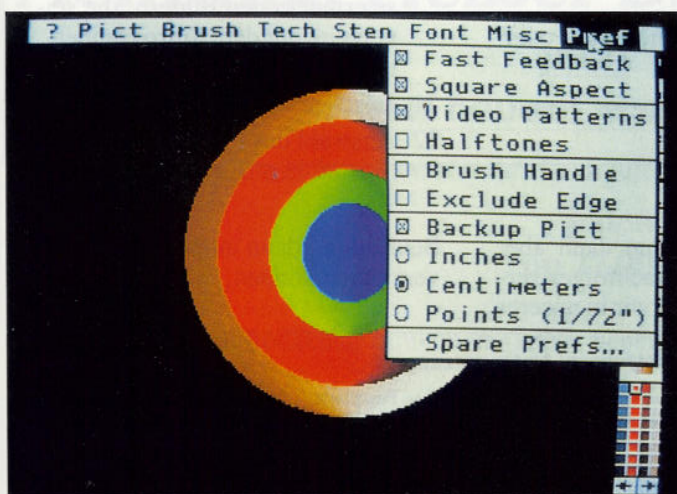 ? Pict Brush Tech Sten Font Misc Pref
Fast Feedback
Square Aspect
Video Patterns
Halftones
Brush Handle
Exclude Edge
Backup Pict
Inches
Centimeters
Points (1/72")
Spare Prefs...